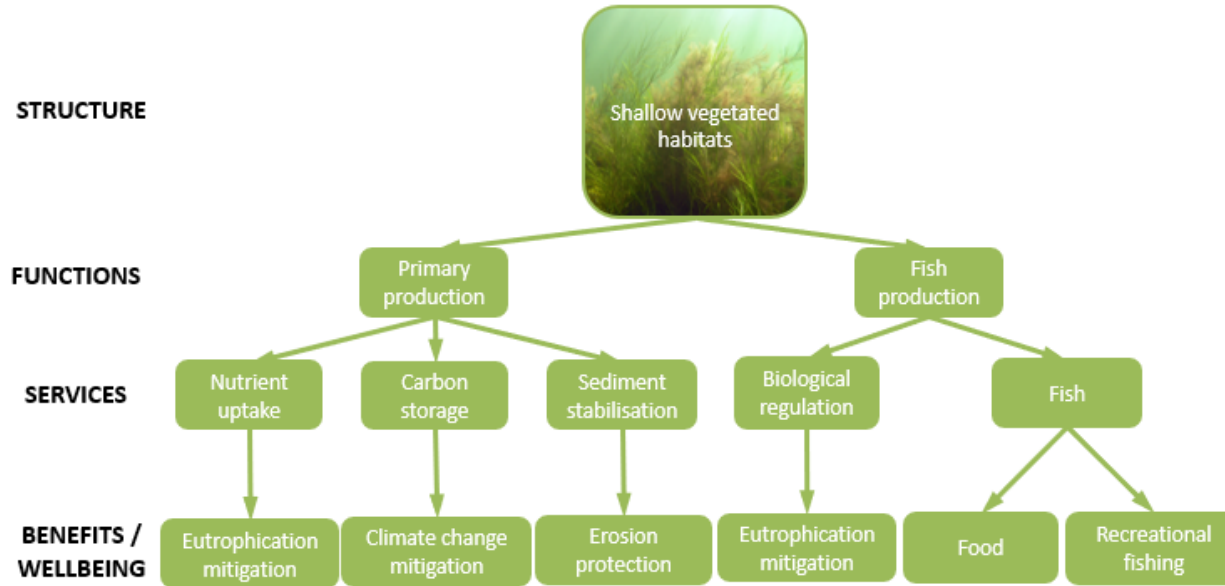 Shallow vegetated
habitats
STRUCTURE
FUNCTIONS
Primary
production
Fish
production
SERVICES
Nutrient
uptake
Carbon
storage
Sediment
stabilisation
Biological
regulation
Fish
BENEFITS /
WELLBEING
Eutrophication
mitigation
Climate change
mitigation
Erosion
protection
Eutrophication
mitigation
Food
Recreational
fishing